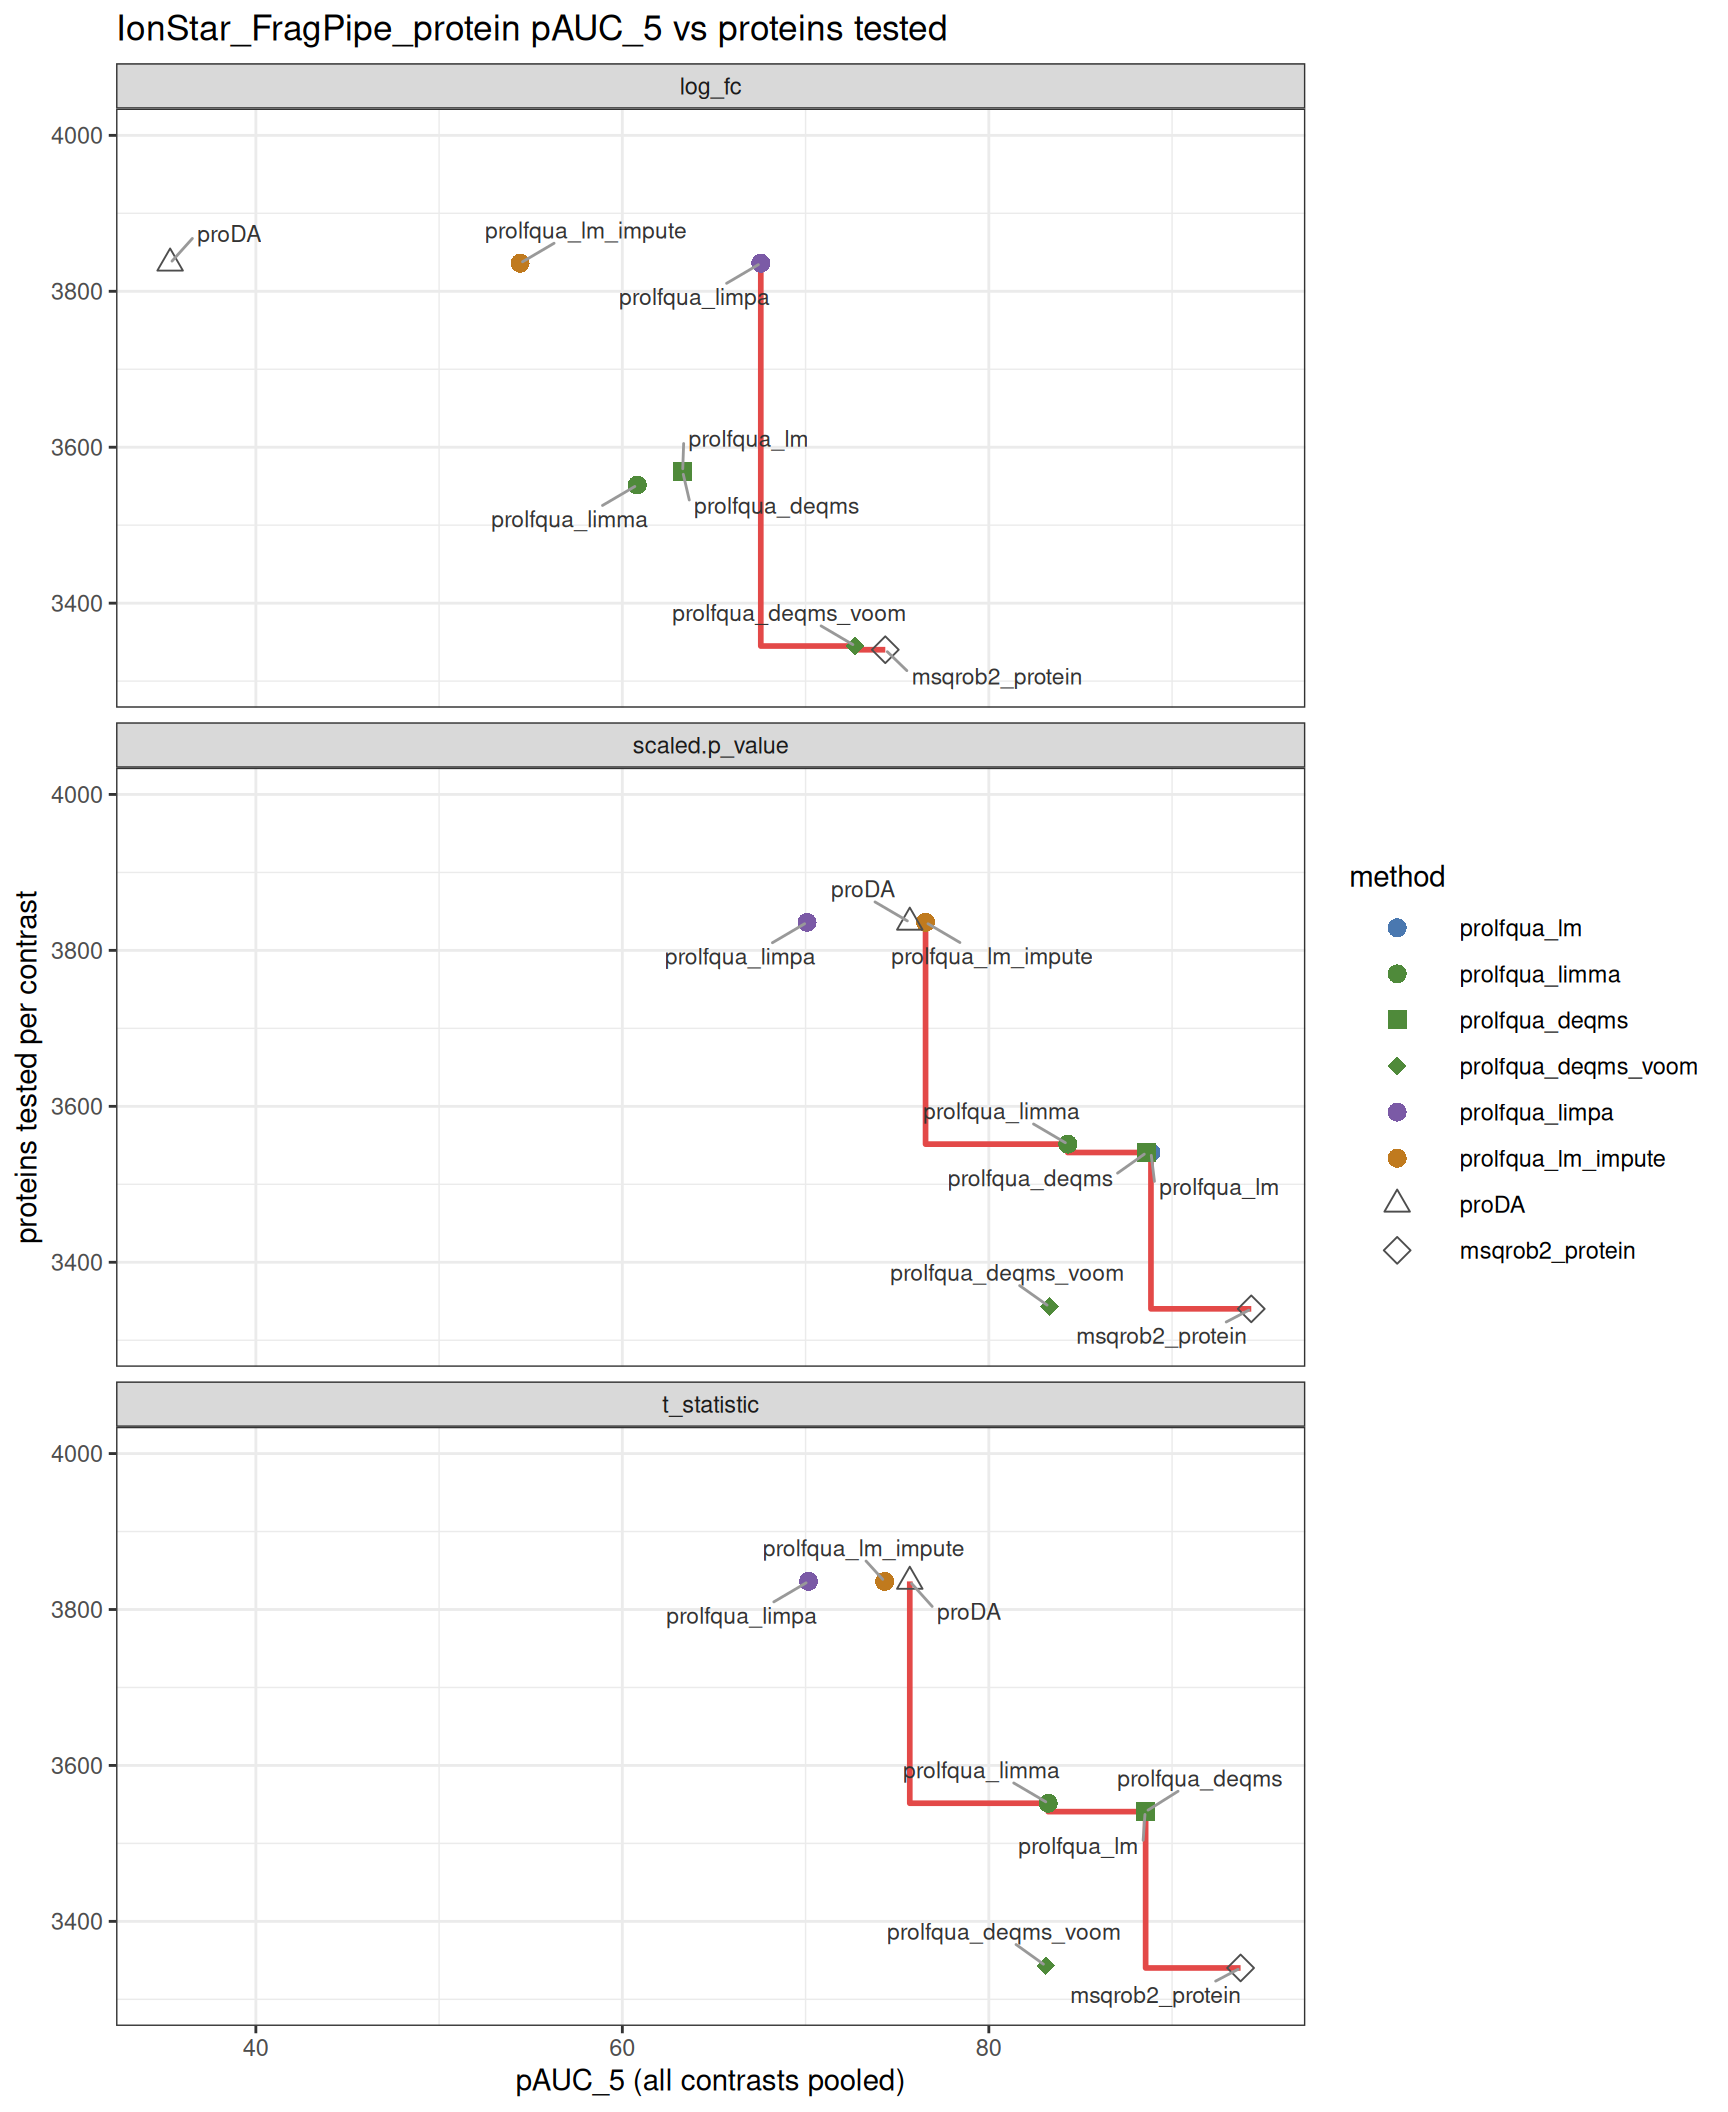 IonStar_FragPipe_protein pAUC_5 vs proteins tested
log_fc
4000
3800
3600
3400
proDA
prolfqua_lm_impute
prolfqua_limpa
prolfqua_lm
prolfqua_deqms
prolfqua_limma
prolfqua_deqms_voom
msqrob2_protein
scaled.p_value
4000
3800
3600
3400
proDA
prolfqua_limpa
prolfqua_lm_impute
prolfqua_limma
prolfqua_deqms
prolfqua_lm
prolfqua_deqms_voom
msqrob2_protein
t_statistic
4000
3800
3600
3400
prolfqua_lm_impute
prolfqua_limpa
proDA
prolfqua_limma
prolfqua_deqms
prolfqua_lm
prolfqua_deqms_voom
msqrob2_protein
40
60
80
pAUC_5 (all contrasts pooled)
proteins tested per contrast
method
prolfqua_lm
prolfqua_limma
prolfqua_deqms
prolfqua_deqms_voom
prolfqua_limpa
prolfqua_lm_impute
proDA
msqrob2_protein